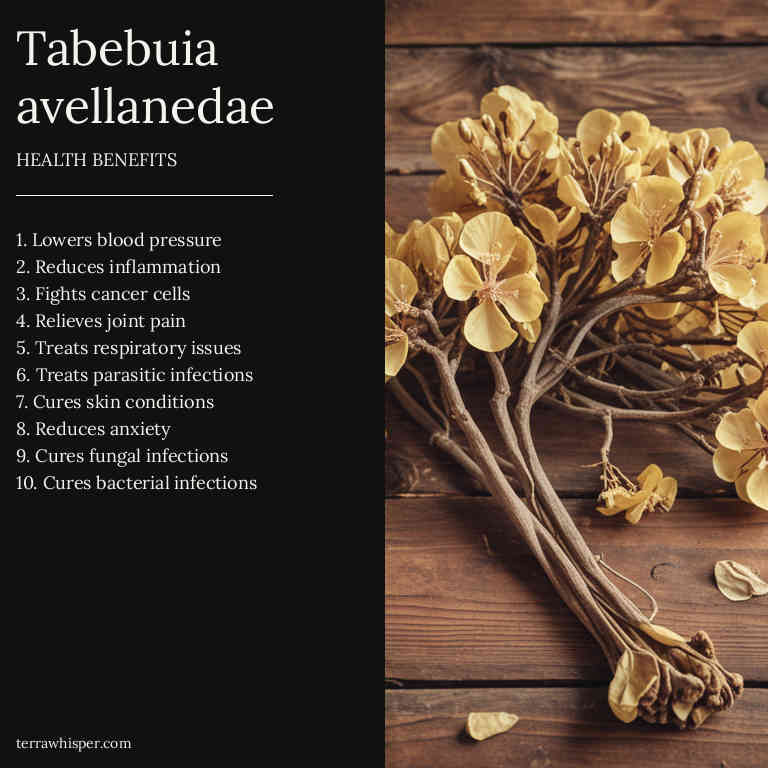 Tabebuia
avellanedae
HEALTH BENEFITS
1. Lowers blood pressure
2. Reduces inflammation
3. Fights cancer cells
4. Relieves joint pain
5. Treats respiratory issues
6. Treats parasitic infections
7. Cures skin conditions
8. Reduces anxiety
9. Cures fungal infections
10. Cures bacterial infections
terrawhisper.com